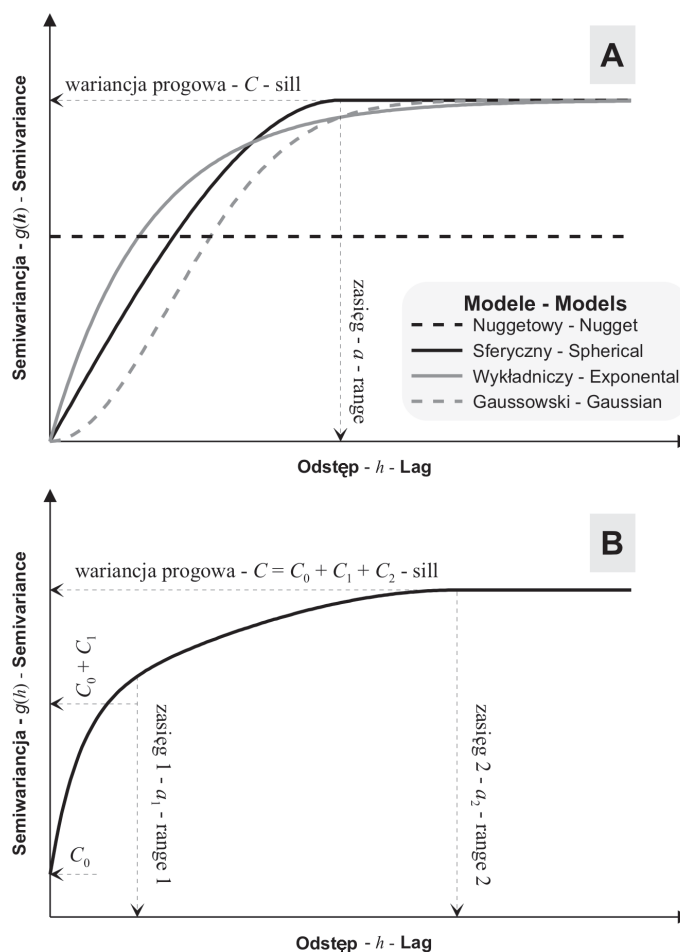 A
wariancja progowa - C - sill
Semiwariancja - g(h) - Semivariance
zasięg - a - range
Modele - Models
Nuggetowy - Nugget
Sferyczny - Spherical
Wykładniczy - Exponental
Gaussowski - Gaussian
Odstęp - h - Lag
B
wariancja progowa - C = C₀ + C₁ + C₂ - sill
Semiwariancja - g(h) - Semivariance
C₀ + C₁
zasięg 1 - a₁ - range 1
zasięg 2 - a₂ - range 2
C₀
Odstęp - h - Lag